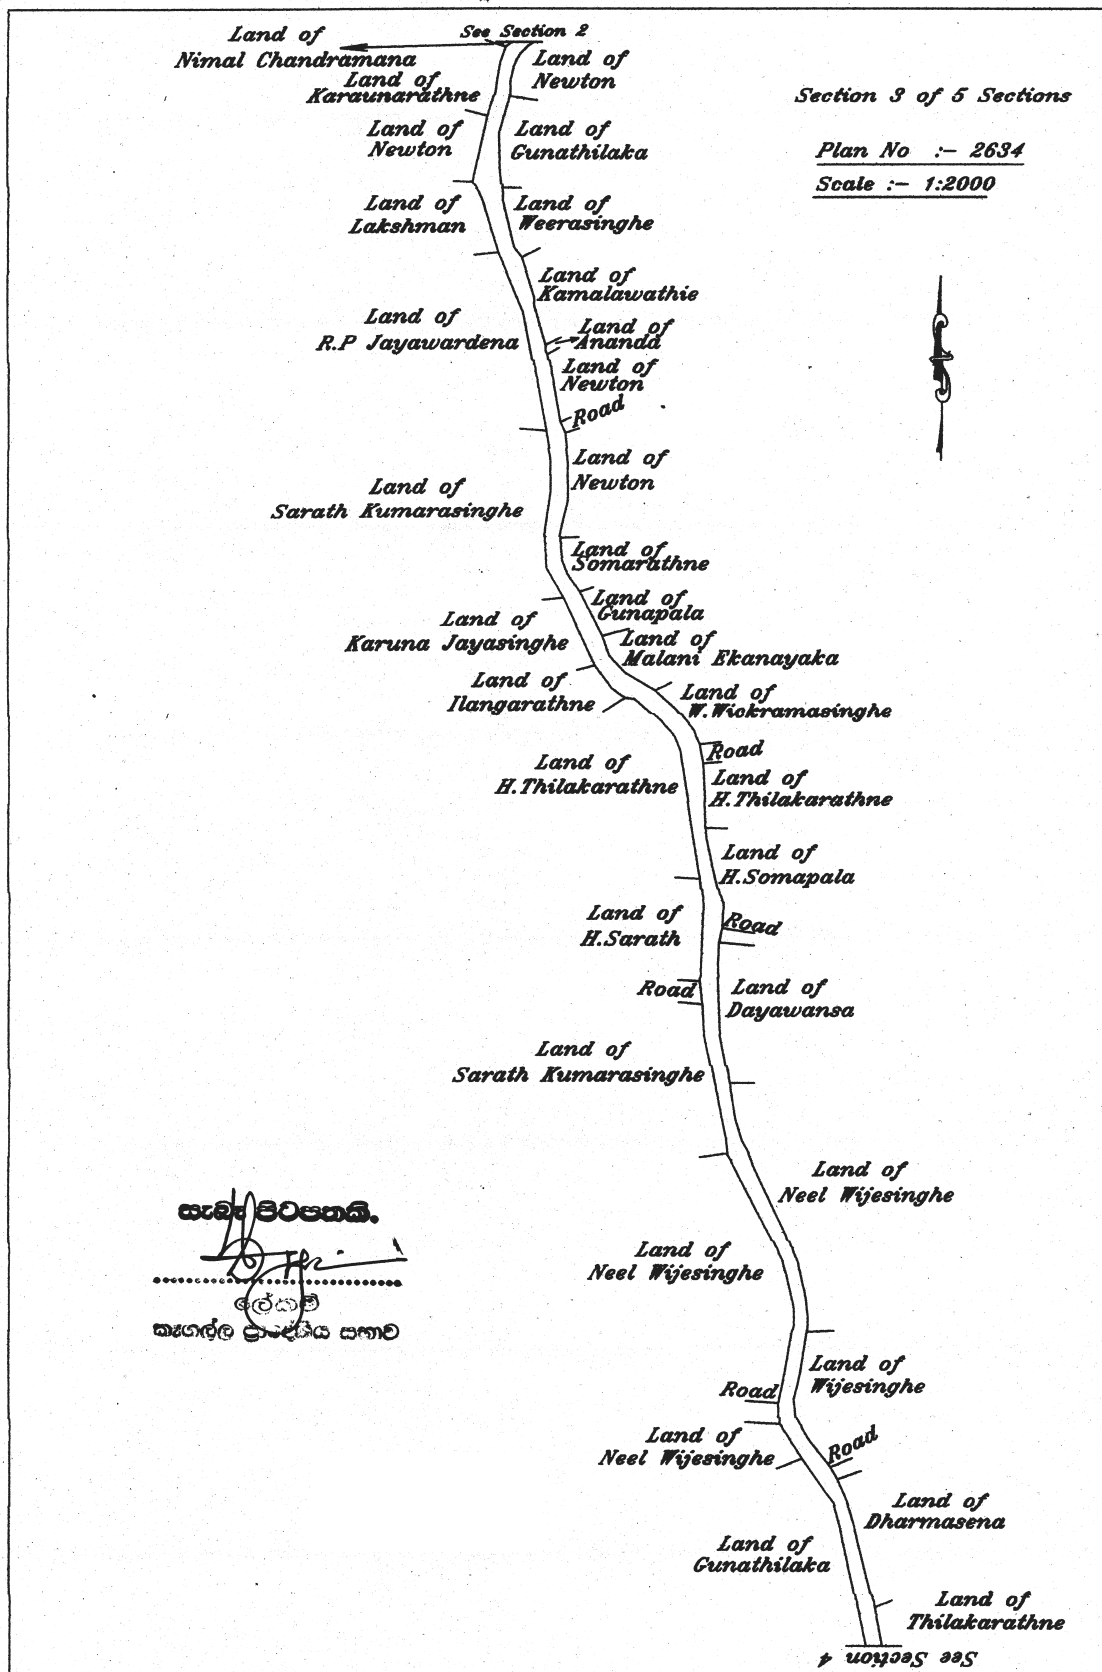 See Section 2
Land of
Nimal Chandramana
Land of
Newton
Land of
Karaunarathne
Section 3 of 5 Sections
Land of
Newton
Land of
Gunathilaka
Plan No :- 2634
Scale :- 1:2000
Land of
Lakshman
Land of
Weerasinghe
Land of
Kamalawathie
Land of
R.P Jayawardena
Land of
Ananda
Land of
Newton
Road
Land of
Newton
Land of
Sarath Kumarasinghe
Land of
Somarathne
Land of
Gunapala
Land of
Karuna Jayasinghe
Land of
Malani Ekanayaka
Land of
Ilangarathne
Land of
W.Wickramasinghe
Road
Land of
H.Thilakarathne
Land of
H.Thilakarathne
Land of
H.Somapala
Land of
H.Sarath
Road
Road
Land of
Dayawansa
Land of
Sarath Kumarasinghe
Land of
Neel Wijesinghe
සැබෑ පිටපතකි.
Land of
Neel Wijesinghe
ලේකම්
කෑගල්ල ප්‍රාදේශීය සභාව
Land of
Wijesinghe
Road
Land of
Neel Wijesinghe
Road
Land of
Dharmasena
Land of
Gunathilaka
Land of
Thilakarathne
See Section 4